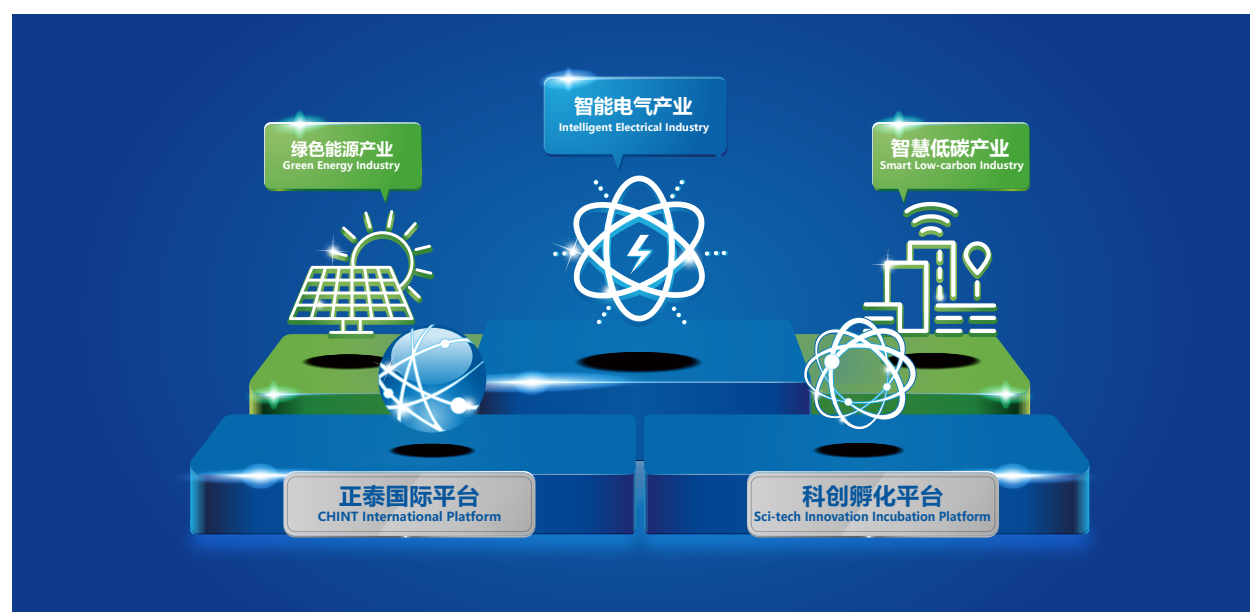 智能电气产业
Intelligent Electrical Industry
绿色能源产业
Green Energy Industry
智慧低碳产业
Smart Low-carbon Industry
正泰国际平台
CHINT International Platform
科创孵化平台
Sci-tech Innovation Incubation Platform